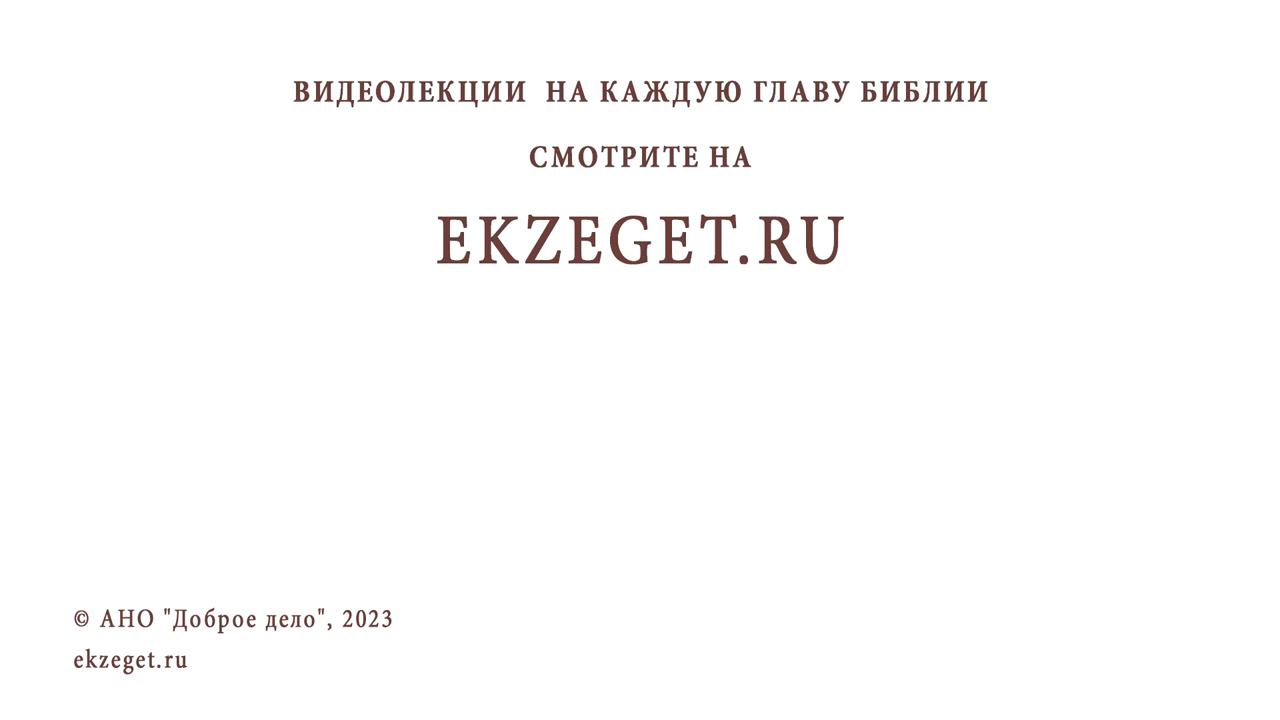 ВИДЕОЛЕКЦИИ НА КАЖДУЮ ГЛАВУ БИБЛИИ
СМОТРИТЕ НА
EKZEGET.RU
© АНО "Доброе дело", 2023
ekzeget.ru